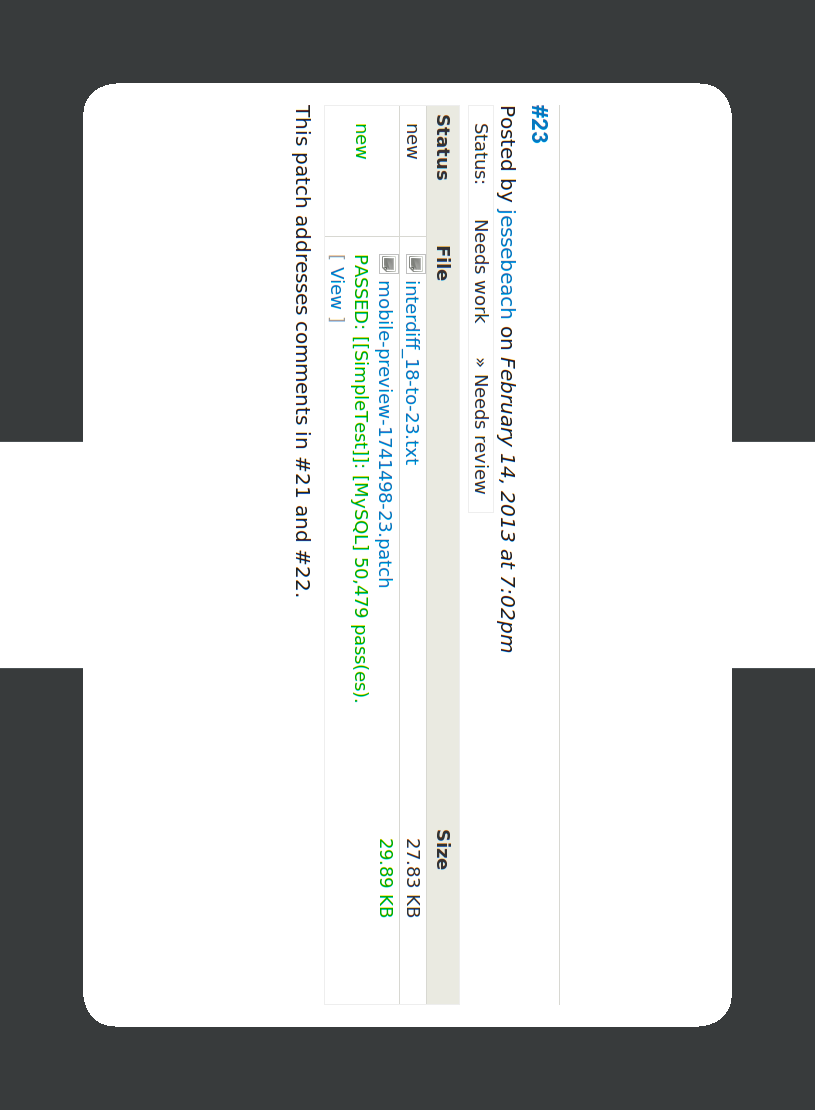 #23
Posted by jessebeach on February 14, 2013 at 7:02pm
Status: Needs work » Needs review
Status File Size
new interdiff_18-to-23.txt 27.83 KB
new mobile-preview-1741498-23.patch 29.89 KB
PASSED: [[SimpleTest]]: [MySQL] 50,479 pass(es).
[ View ]
This patch addresses comments in #21 and #22.